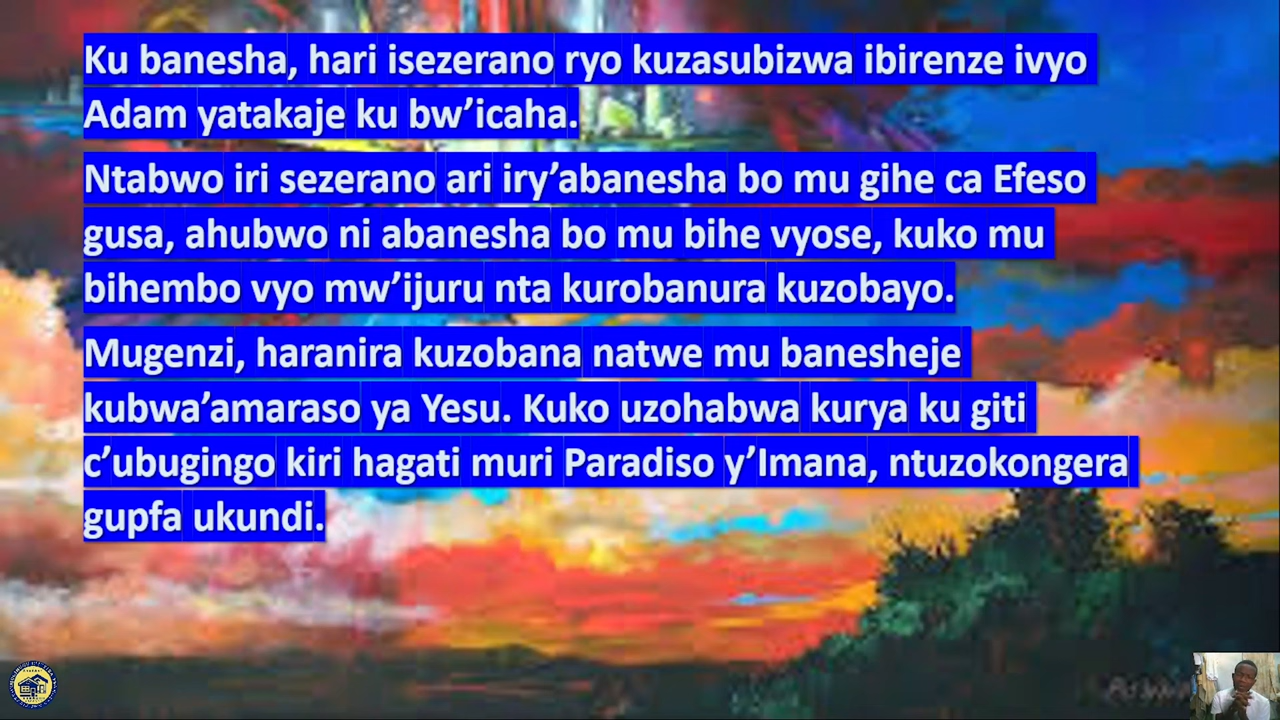 Ku banesha, hari isezerano ryo kuzasubizwa ibirenze ivyo
Adam yatakaje ku bw’icaha.
Ntabwo iri sezerano ari iry’abanesha bo mu gihe ca Efeso
gusa, ahubwo ni abanesha bo mu bihe vyose, kuko mu
bihembo vyo mw’ijuru nta kurobanura kuzobayo.
Mugenzi, haranira kuzobana natwe mu banesheje
kubwa’amaraso ya Yesu. Kuko uzohabwa kurya ku giti
c’ubugingo kiri hagati muri Paradiso y’Imana, ntuzokongera
gupfa ukundi.